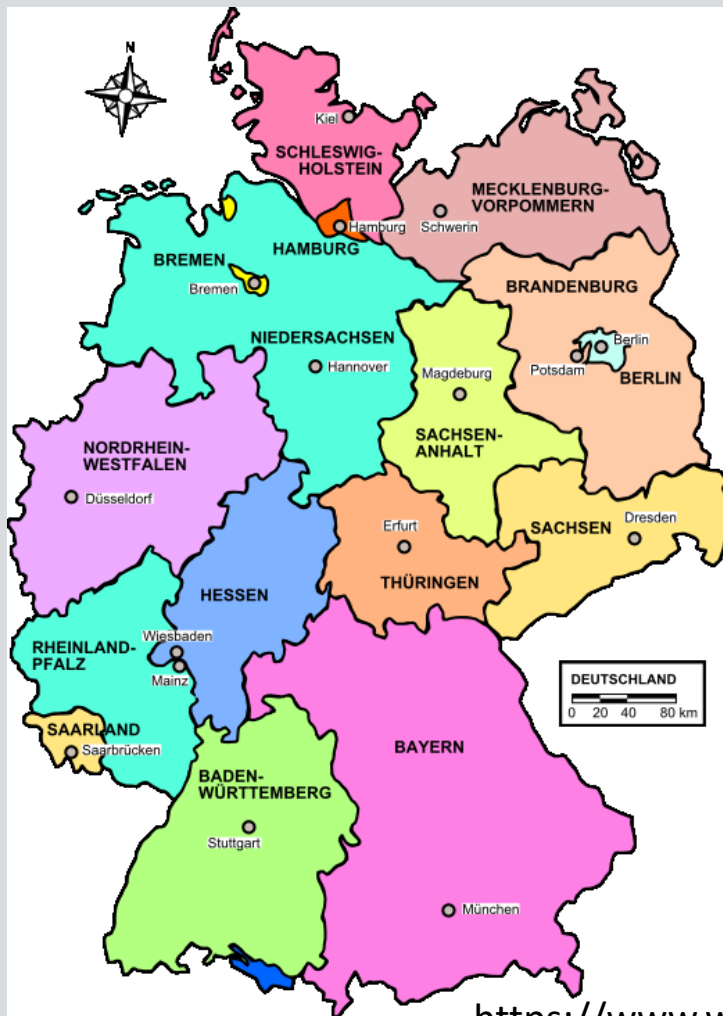 N
Kiel
SCHLESWIG-
HOLSTEIN
MECKLENBURG-
VORPOMMERN
Schwerin
Hamburg
HAMBURG
BREMEN
Bremen
BRANDENBURG
NIEDERSACHSEN
Hannover
Berlin
Potsdam
BERLIN
Magdeburg
SACHSEN-
ANHALT
NORDRHEIN-
WESTFALEN
Düsseldorf
Erfurt
SACHSEN
Dresden
THÜRINGEN
HESSEN
RHEINLAND-
PFALZ
Wiesbaden
Mainz
DEUTSCHLAND
0 20 40 80 km
SAARLAND
Saarbrücken
BAYERN
BADEN-
WÜRTTEMBERG
Stuttgart
München
https://www.w